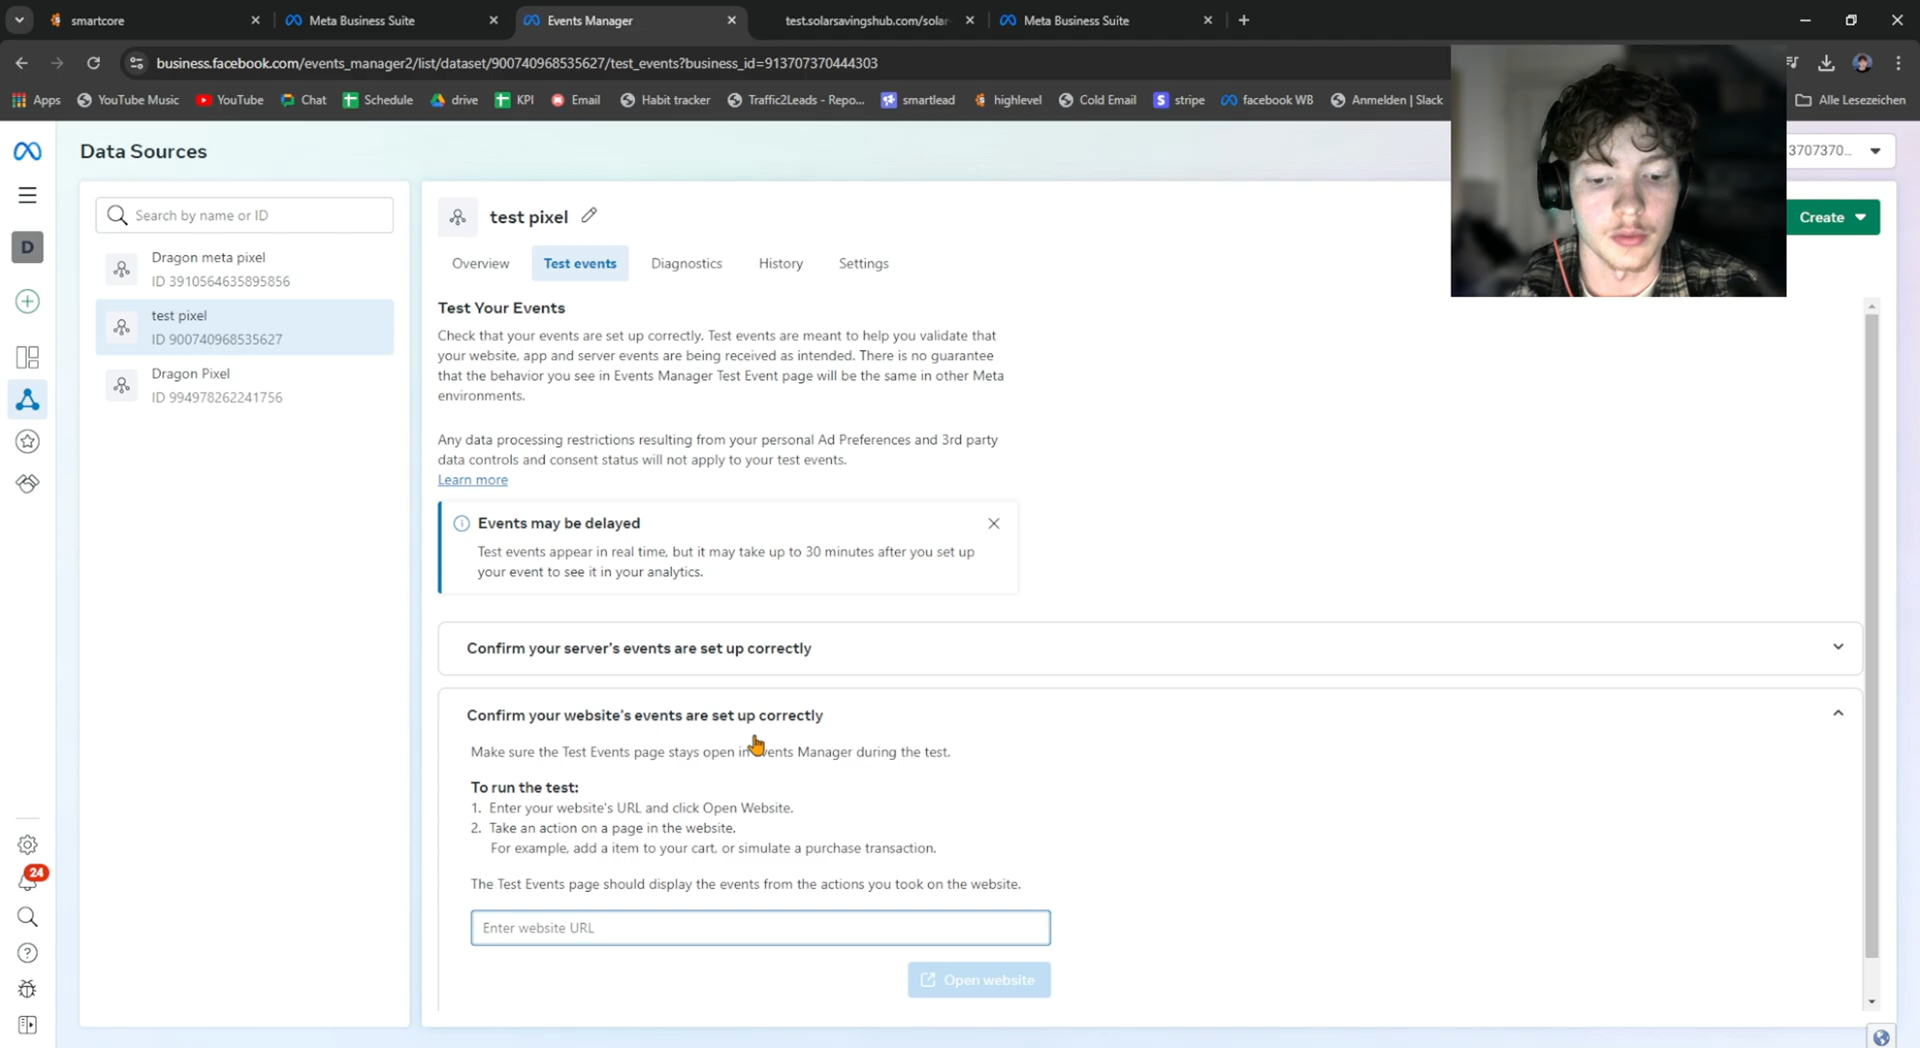 smartcore
Meta Business Suite
Events Manager
test.solarsavingshub.com/solar-
Meta Business Suite
business.facebook.com/events_manager2/list/dataset/900740968535627/test_events?business_id=913707370444303
Apps
YouTube Music
YouTube
Chat
Schedule
drive
KPI
Email
Habit tracker
Traffic2Leads - Repo...
smartlead
highlevel
Cold Email
stripe
facebook WB
Anmelden | Slack
Alle Lesezeichen
Data Sources
3707370...
Search by name or ID
Dragon meta pixel
ID 3910564635895856
test pixel
ID 900740968535627
Dragon Pixel
ID 994978262241756
D
24
test pixel
Create
Overview
Test events
Diagnostics
History
Settings
Test Your Events
Check that your events are set up correctly. Test events are meant to help you validate that
your website, app and server events are being received as intended. There is no guarantee
that the behavior you see in Events Manager Test Event page will be the same in other Meta
environments.
Any data processing restrictions resulting from your personal Ad Preferences and 3rd party
data controls and consent status will not apply to your test events.
Learn more
Events may be delayed
Test events appear in real time, but it may take up to 30 minutes after you set up
your event to see it in your analytics.
Confirm your server's events are set up correctly
Confirm your website's events are set up correctly
Make sure the Test Events page stays open in Events Manager during the test.
To run the test:
1. Enter your website's URL and click Open Website.
2. Take an action on a page in the website.
For example, add a item to your cart, or simulate a purchase transaction.
The Test Events page should display the events from the actions you took on the website.
Enter website URL
Open website